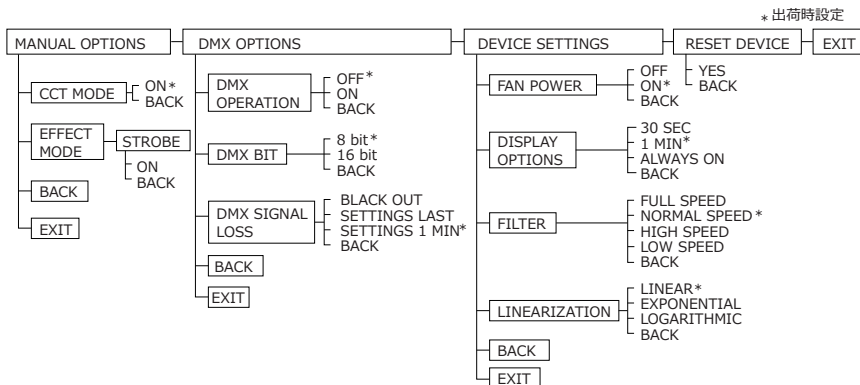 * 出荷時設定
MANUAL OPTIONS
CCT MODE
ON*
BACK
EFFECT
MODE
STROBE
ON
BACK
BACK
EXIT
DMX OPTIONS
DMX
OPERATION
OFF*
ON
BACK
DMX BIT
8 bit*
16 bit
BACK
DMX SIGNAL
LOSS
BLACK OUT
SETTINGS LAST
SETTINGS 1 MIN*
BACK
BACK
EXIT
DEVICE SETTINGS
FAN POWER
OFF
ON*
BACK
DISPLAY
OPTIONS
30 SEC
1 MIN*
ALWAYS ON
BACK
FILTER
FULL SPEED
NORMAL SPEED*
HIGH SPEED
LOW SPEED
BACK
LINEARIZATION
LINEAR*
EXPONENTIAL
LOGARITHMIC
BACK
BACK
EXIT
RESET DEVICE
YES
BACK
EXIT